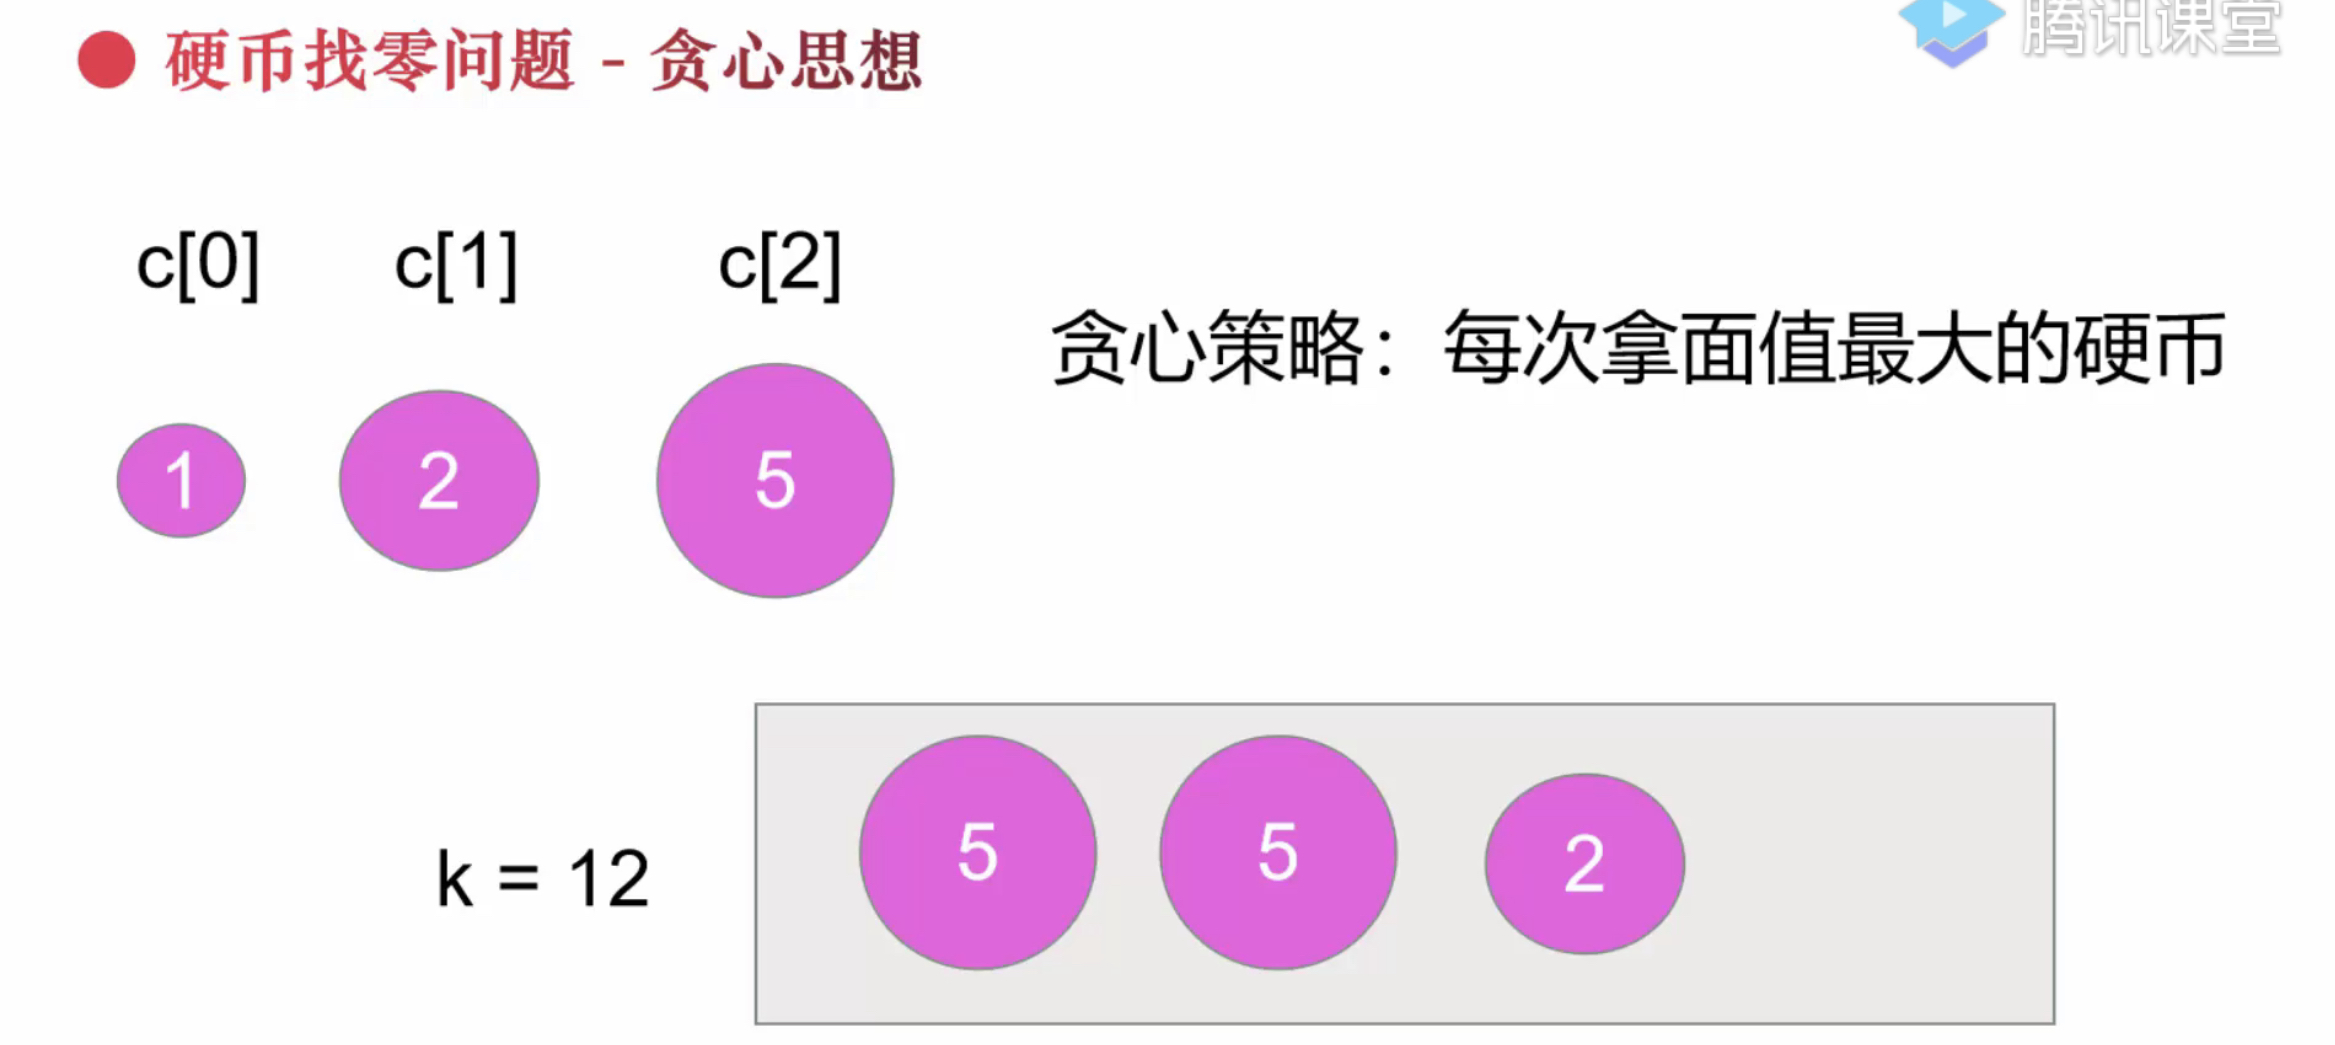 硬币找零问题 - 贪心思想
腾讯课堂
c[0] c[1] c[2]
贪心策略：每次拿面值最大的硬币
1 2 5
k = 12
5 5 2